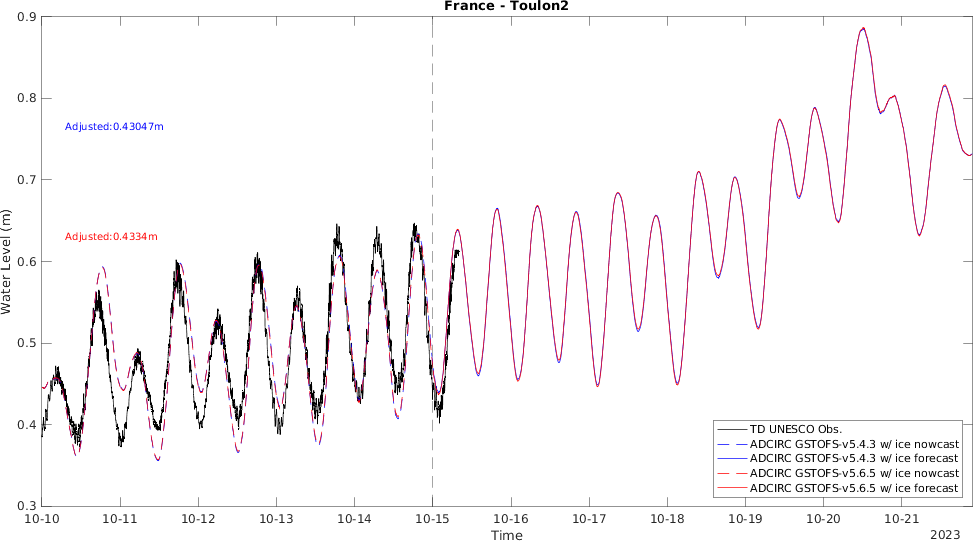 France - Toulon2
Water Level (m)
0.9
0.8
0.7
0.6
0.5
0.4
0.3
Adjusted:0.43047m
Adjusted:0.4334m
TD UNESCO Obs.
ADCIRC GSTOFS-v5.4.3 w/ ice nowcast
ADCIRC GSTOFS-v5.4.3 w/ ice forecast
ADCIRC GSTOFS-v5.6.5 w/ ice nowcast
ADCIRC GSTOFS-v5.6.5 w/ ice forecast
10-10 10-11 10-12 10-13 10-14 10-15 10-16 10-17 10-18 10-19 10-20 10-21
Time
2023